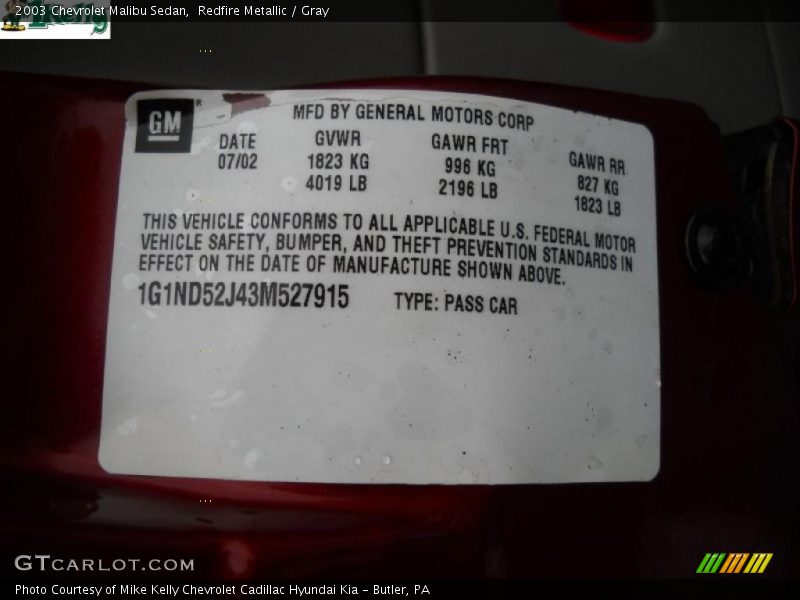 2003 Chevrolet Malibu Sedan, Redfire Metallic / Gray
GM
MFD BY GENERAL MOTORS CORP
DATE GVWR GAWR FRT GAWR RR
07/02 1823 KG 996 KG 827 KG
4019 LB 2196 LB 1823 LB
THIS VEHICLE CONFORMS TO ALL APPLICABLE U.S. FEDERAL MOTOR
VEHICLE SAFETY, BUMPER, AND THEFT PREVENTION STANDARDS IN
EFFECT ON THE DATE OF MANUFACTURE SHOWN ABOVE.
1G1ND52J43M527915 TYPE: PASS CAR
GTCARLOT.COM
Photo Courtesy of Mike Kelly Chevrolet Cadillac Hyundai Kia - Butler, PA